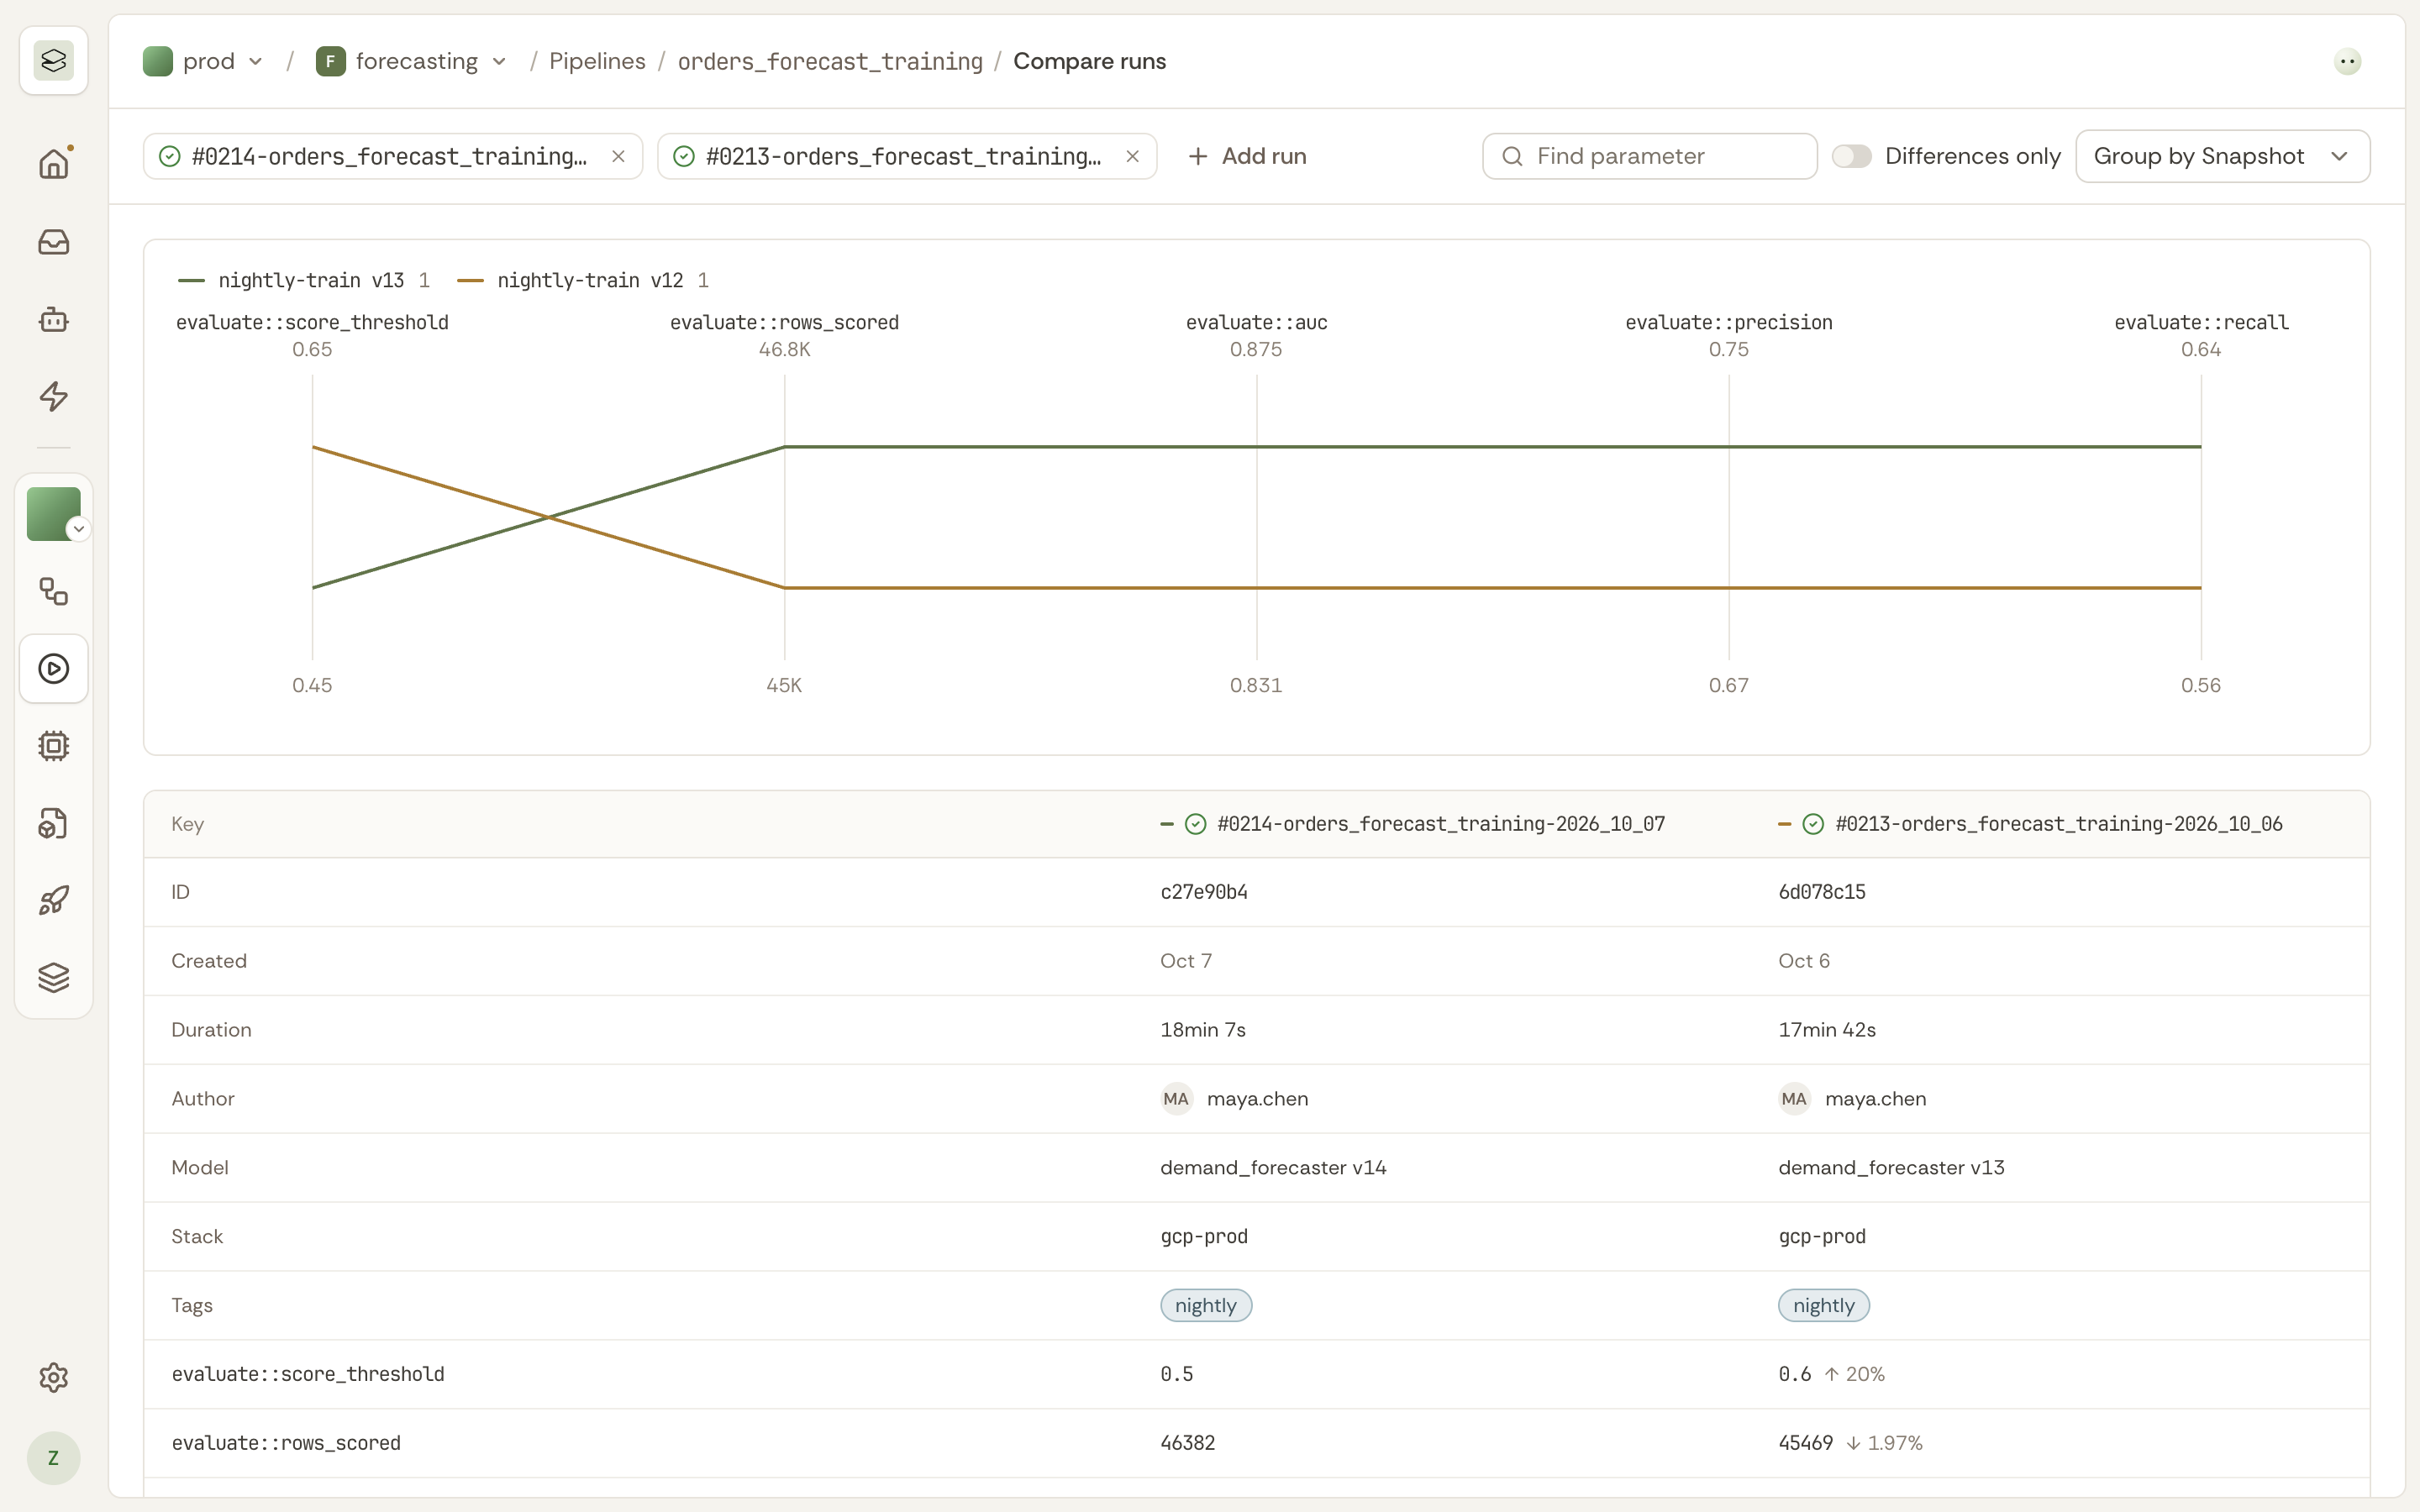 prod / F forecasting / Pipelines / orders_forecast_training / Compare runs
#0214-orders_forecast_training… #0213-orders_forecast_training… Add run Find parameter Differences only Group by Snapshot
nightly-train v13 1 nightly-train v12 1
evaluate::score_threshold evaluate::rows_scored evaluate::auc evaluate::precision evaluate::recall
0.65 46.8K 0.875 0.75 0.64
0.45 45K 0.831 0.67 0.56
Key #0214-orders_forecast_training-2026_10_07 #0213-orders_forecast_training-2026_10_06
ID c27e90b4 6d078c15
Created Oct 7 Oct 6
Duration 18min 7s 17min 42s
Author MA maya.chen MA maya.chen
Model demand_forecaster v14 demand_forecaster v13
Stack gcp-prod gcp-prod
Tags nightly nightly
evaluate::score_threshold 0.5 0.6 ↑ 20%
evaluate::rows_scored 46382 45469 ↓ 1.97%
Z